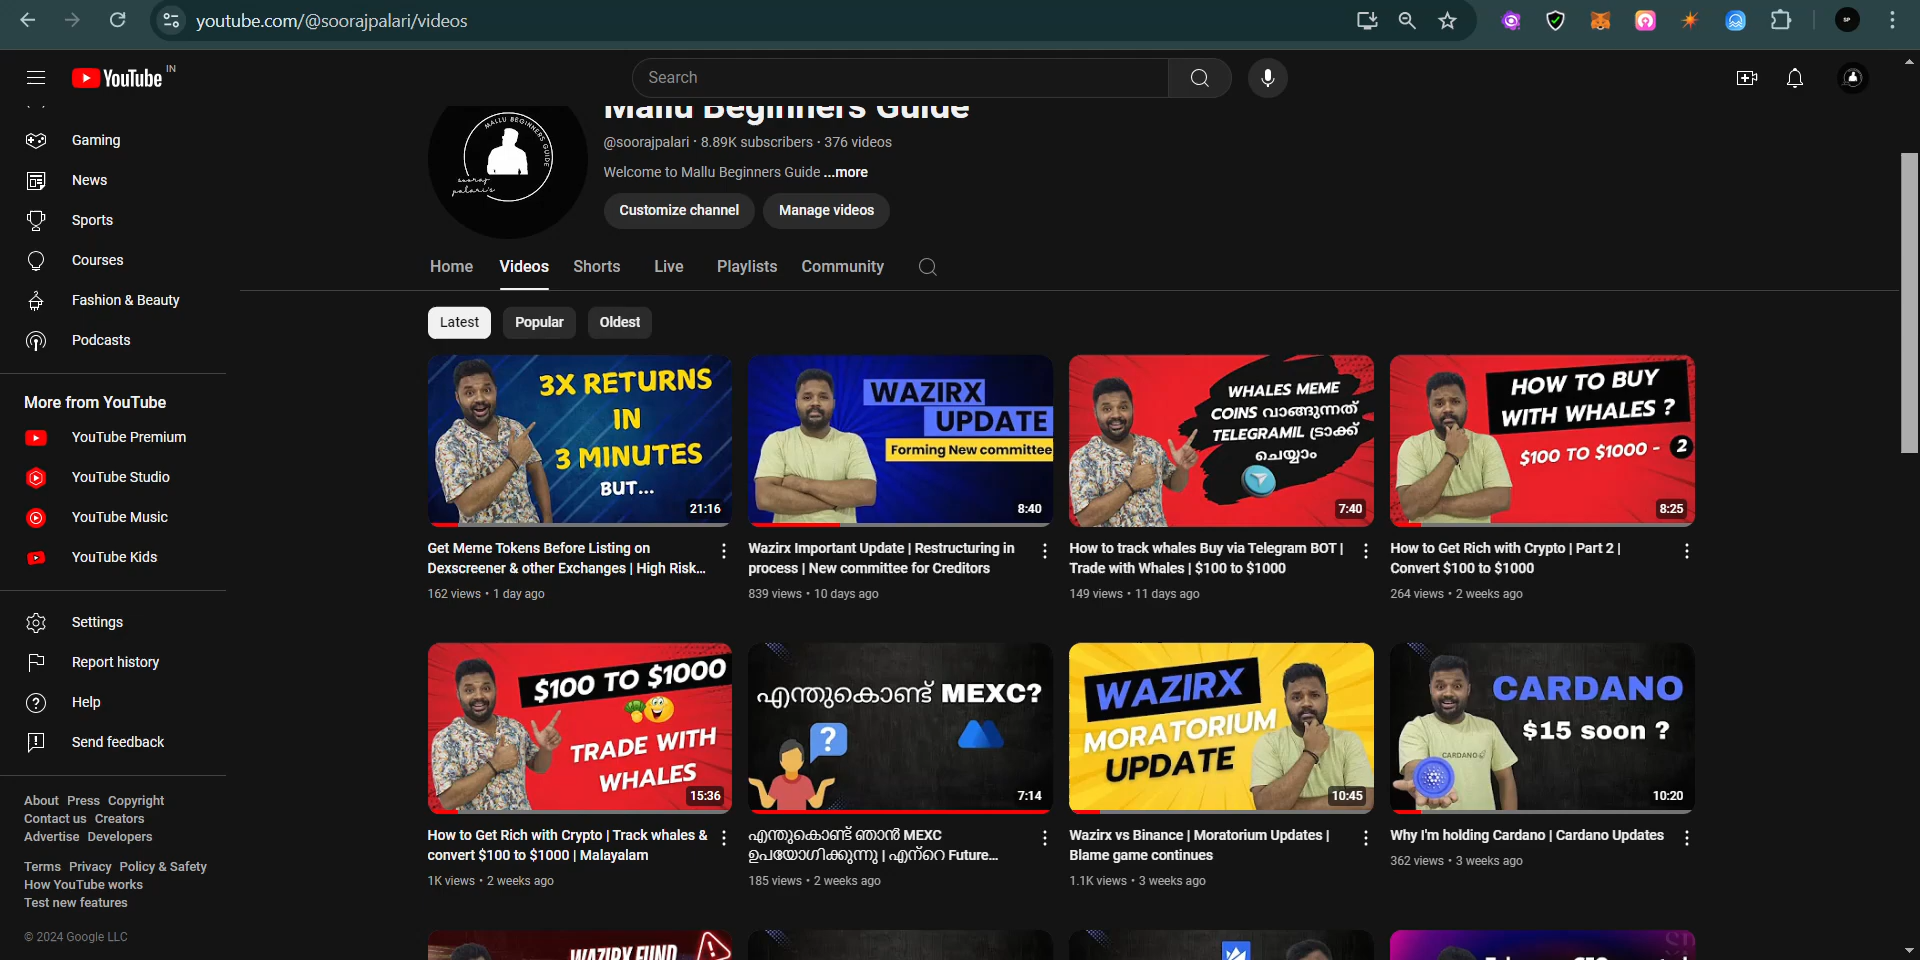 youtube.com/@soorajpalari/videos
SP
YouTube IN
Search
Mallu Beginners Guide
@soorajpalari · 8.89K subscribers · 376 videos
Welcome to Mallu Beginners Guide ...more
Customize channel
Manage videos
MALLU BEGINNERS GUIDE
sooraj
palari's
Gaming
News
Sports
Courses
Fashion & Beauty
Podcasts
More from YouTube
YouTube Premium
YouTube Studio
YouTube Music
YouTube Kids
Settings
Report history
Help
Send feedback
About Press Copyright
Contact us Creators
Advertise Developers
Terms Privacy Policy & Safety
How YouTube works
Test new features
© 2024 Google LLC
Home Videos Shorts Live Playlists Community
Latest Popular Oldest
3X RETURNS
IN
3 MINUTES
BUT...
21:16
Get Meme Tokens Before Listing on
Dexscreener & other Exchanges | High Risk...
162 views • 1 day ago
WAZIRX
UPDATE
Forming New committee
8:40
Wazirx Important Update | Restructuring in
process | New committee for Creditors
839 views • 10 days ago
WHALES MEME
COINS വാങ്ങുന്നത്
TELEGRAMIL ട്രാക്ക്
ചെയ്യാം
7:40
How to track whales Buy via Telegram BOT |
Trade with Whales | $100 to $1000
149 views • 11 days ago
HOW TO BUY
WITH WHALES ?
$100 TO $1000 - 2
8:25
How to Get Rich with Crypto | Part 2 |
Convert $100 to $1000
264 views • 2 weeks ago
$100 TO $1000
TRADE WITH
WHALES
15:36
How to Get Rich with Crypto | Track whales &
convert $100 to $1000 | Malayalam
1K views • 2 weeks ago
എന്തുകൊണ്ട് MEXC?
?
7:14
എന്തുകൊണ്ട് ഞാൻ MEXC
ഉപയോഗിക്കുന്നു | എന്റെ Future...
185 views • 2 weeks ago
WAZIRX
MORATORIUM
UPDATE
10:45
Wazirx vs Binance | Moratorium Updates |
Blame game continues
1.1K views • 3 weeks ago
CARDANO
$15 soon ?
CARDANO
10:20
Why I'm holding Cardano | Cardano Updates
362 views • 3 weeks ago
WAZIRX FUND